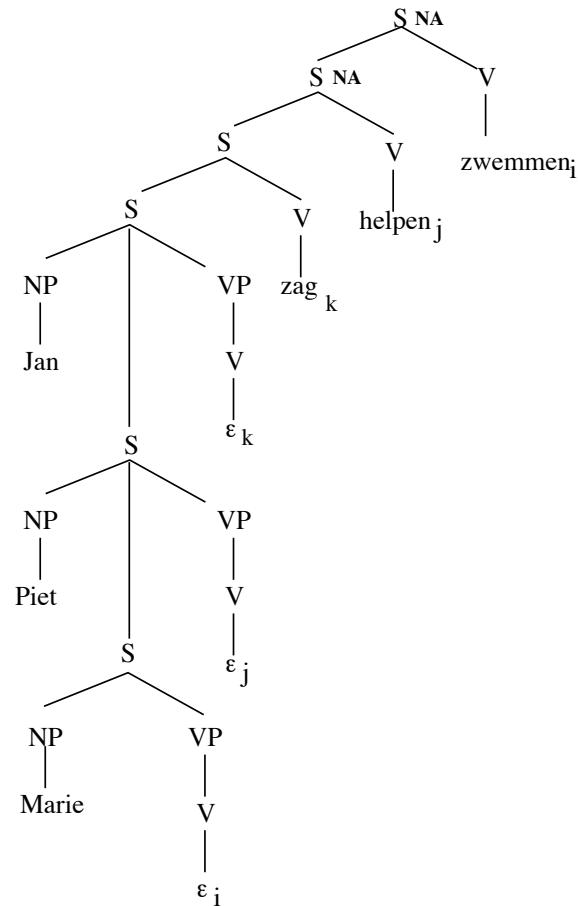 S NA
S NA
V
S
V
zwemmen i
S
V
helpen j
NP
VP
zag k
Jan
V
ε k
S
NP
VP
Piet
V
ε j
S
NP
VP
Marie
V
ε i